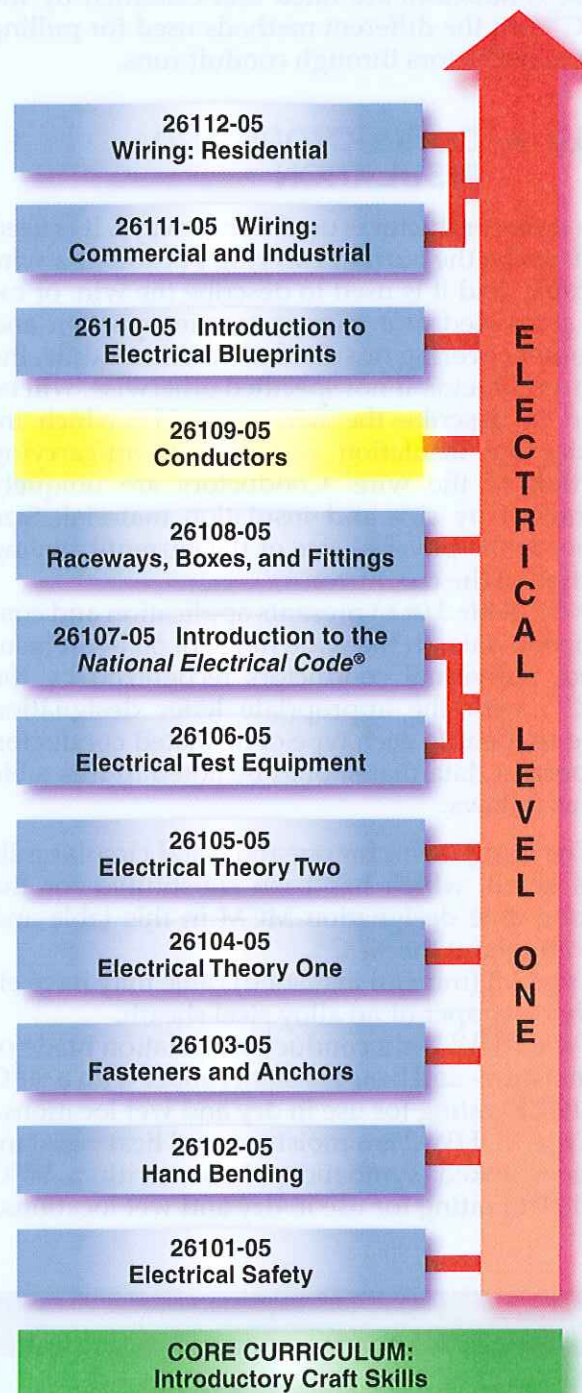 26112-05
Wiring: Residential
26111-05 Wiring:
Commercial and Industrial
26110-05 Introduction to
Electrical Blueprints
26109-05
Conductors
26108-05
Raceways, Boxes, and Fittings
26107-05 Introduction to the
National Electrical Code®
26106-05
Electrical Test Equipment
26105-05
Electrical Theory Two
26104-05
Electrical Theory One
26103-05
Fasteners and Anchors
26102-05
Hand Bending
26101-05
Electrical Safety
CORE CURRICULUM:
Introductory Craft Skills
ELECTRICAL LEVEL ONE